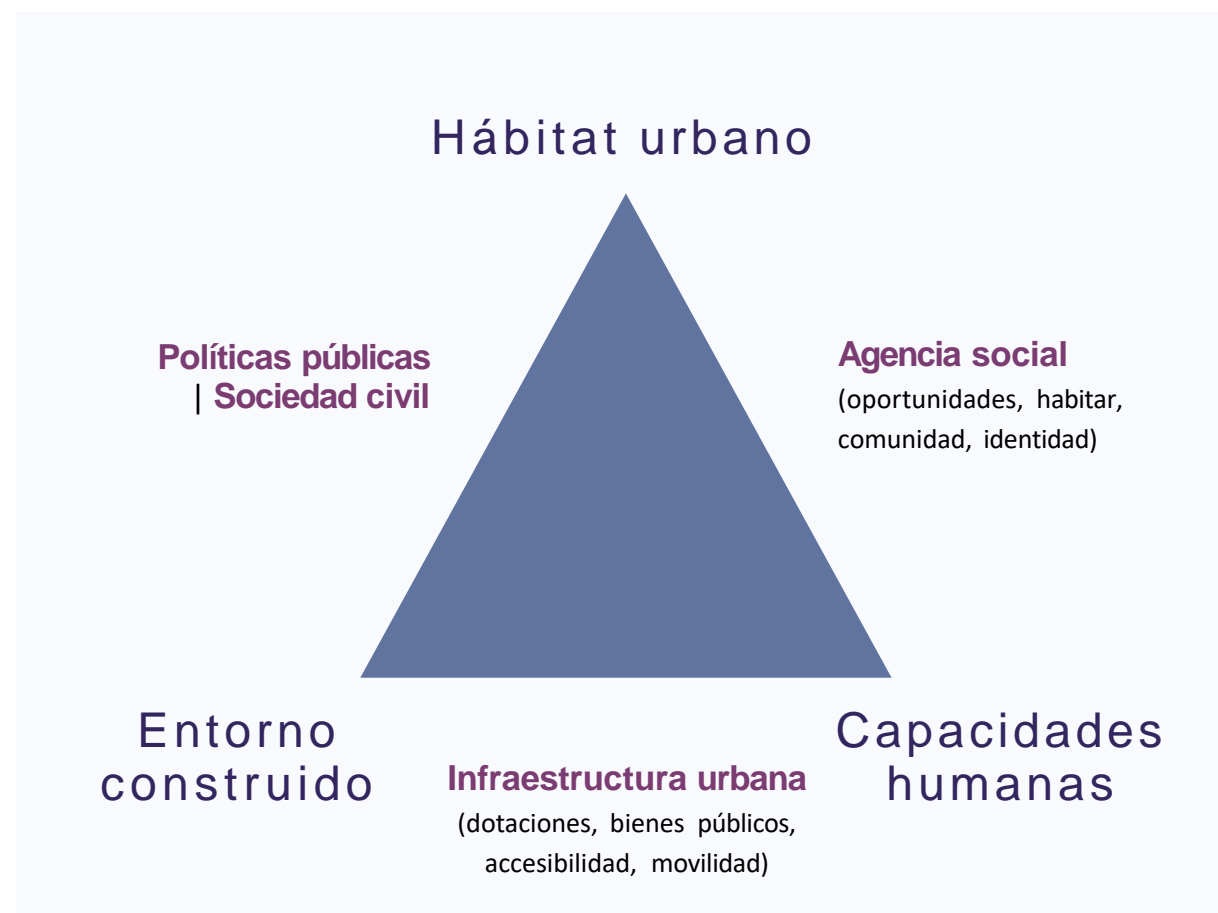 Hábitat urbano
Políticas públicas
| Sociedad civil
Agencia social
(oportunidades, habitar,
comunidad, identidad)
Entorno
construido
Infraestructura urbana
(dotaciones, bienes públicos,
accesibilidad, movilidad)
Capacidades
humanas